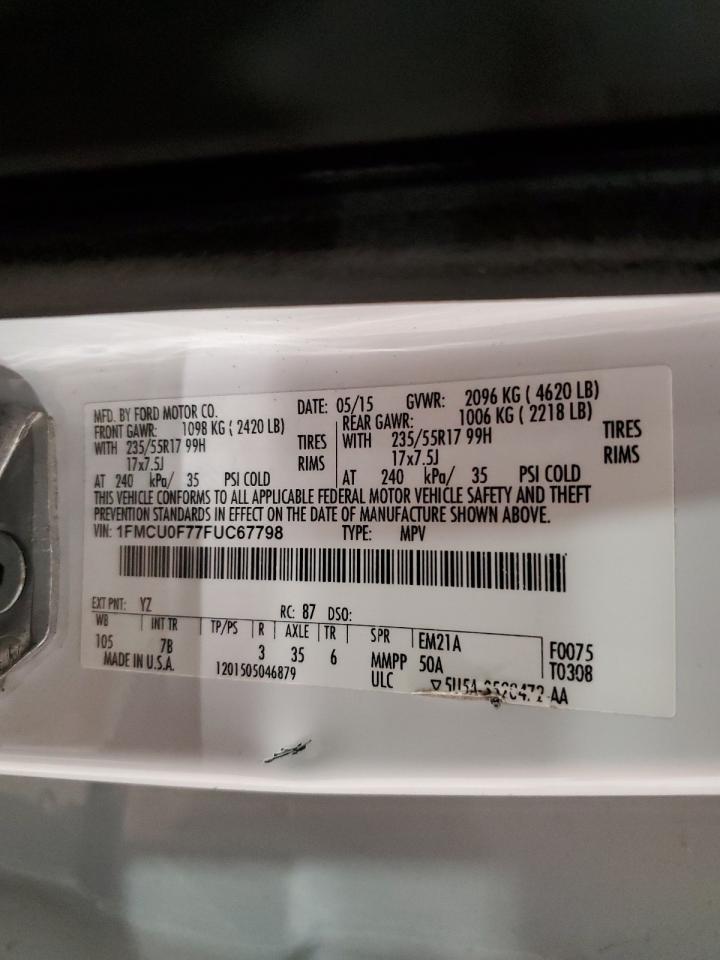 MFD. BY FORD MOTOR CO. DATE: 05/15 GVWR: 2096 KG ( 4620 LB)
FRONT GAWR: 1098 KG ( 2420 LB) REAR GAWR: 1006 KG ( 2218 LB)
WITH 235/55R17 99H TIRES WITH 235/55R17 99H TIRES
17x7.5J RIMS 17x7.5J RIMS
AT 240 kPa/ 35 PSI COLD AT 240 kPa/ 35 PSI COLD
THIS VEHICLE CONFORMS TO ALL APPLICABLE FEDERAL MOTOR VEHICLE SAFETY AND THEFT
PREVENTION STANDARDS IN EFFECT ON THE DATE OF MANUFACTURE SHOWN ABOVE.
VIN: 1FMCU0F77FUC67798 TYPE: MPV
EXT PNT: YZ RC: 87 DSO:
WB INT TR TP/PS R AXLE TR SPR EM21A F0075
105 7B 3 35 6 MMPP 50A T0308
MADE IN U.S.A. 1201505046879 ULC